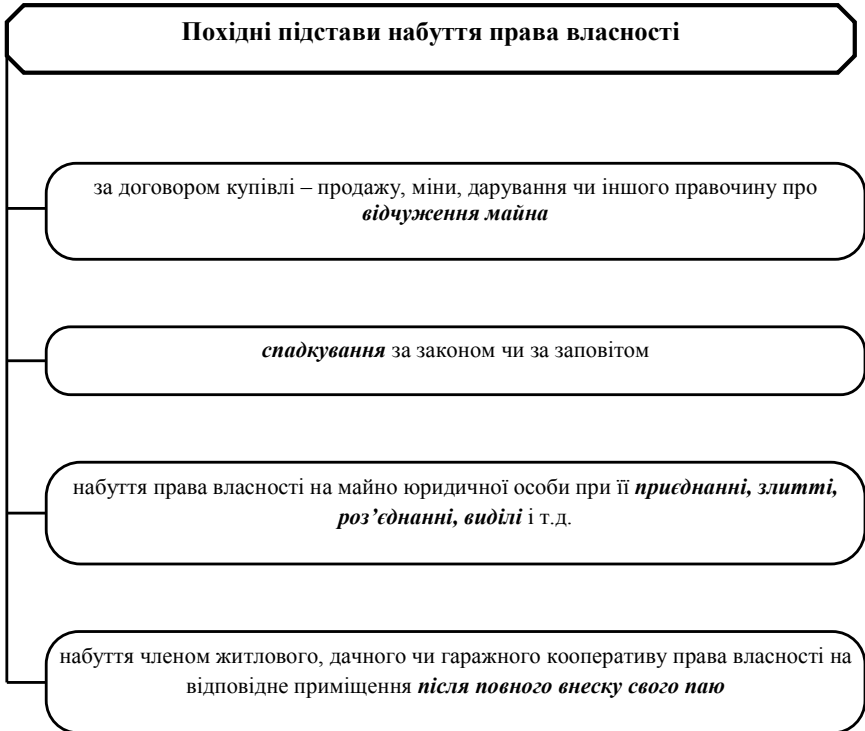 Похідні підстави набуття права власності
за договором купівлі – продажу, міни, дарування чи іншого правочину про
відчуження майна
спадкування за законом чи за заповітом
набуття права власності на майно юридичної особи при її приєднанні, злитті,
роз’єднанні, виділі і т.д.
набуття членом житлового, дачного чи гаражного кооперативу права власності на
відповідне приміщення після повного внеску свого паю